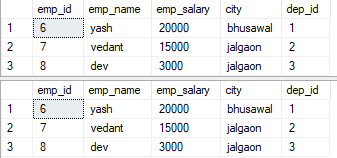 emp_id emp_name emp_salary city dep_id
1 6 yash 20000 bhusawal 1
2 7 vedant 15000 jalgaon 2
3 8 dev 3000 jalgaon 3
emp_id emp_name emp_salary city dep_id
1 6 yash 20000 bhusawal 1
2 7 vedant 15000 jalgaon 2
3 8 dev 3000 jalgaon 3